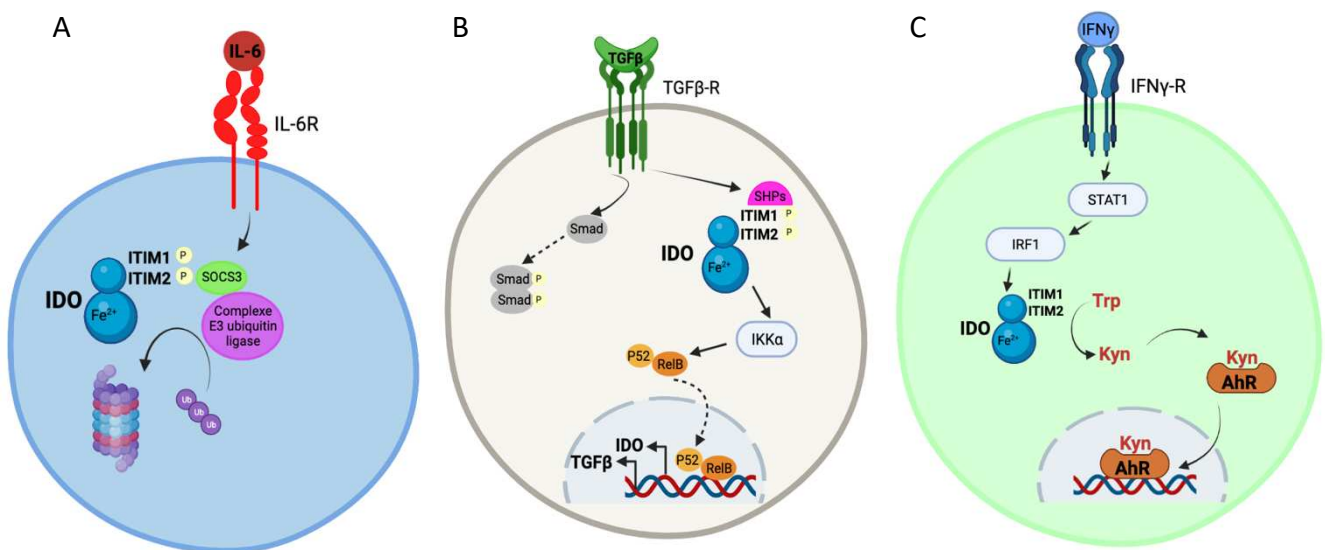 A
IL-6
IL-6R
ITIM1 P
ITIM2 P
SOCS3
IDO
Fe2+
Complexe
E3 ubiquitin
ligase
Ub
Ub
Ub
B
TGFβ
TGFβ-R
SHPs
ITIM1 P
ITIM2 P
Smad
IDO
Fe2+
Smad P
Smad P
IKKα
P52
RelB
IDO
TGFβ
P52
RelB
C
IFNγ
IFNγ-R
STAT1
IRF1
ITIM1
ITIM2
IDO
Fe2+
Trp
Kyn
Kyn
AhR
Kyn
AhR